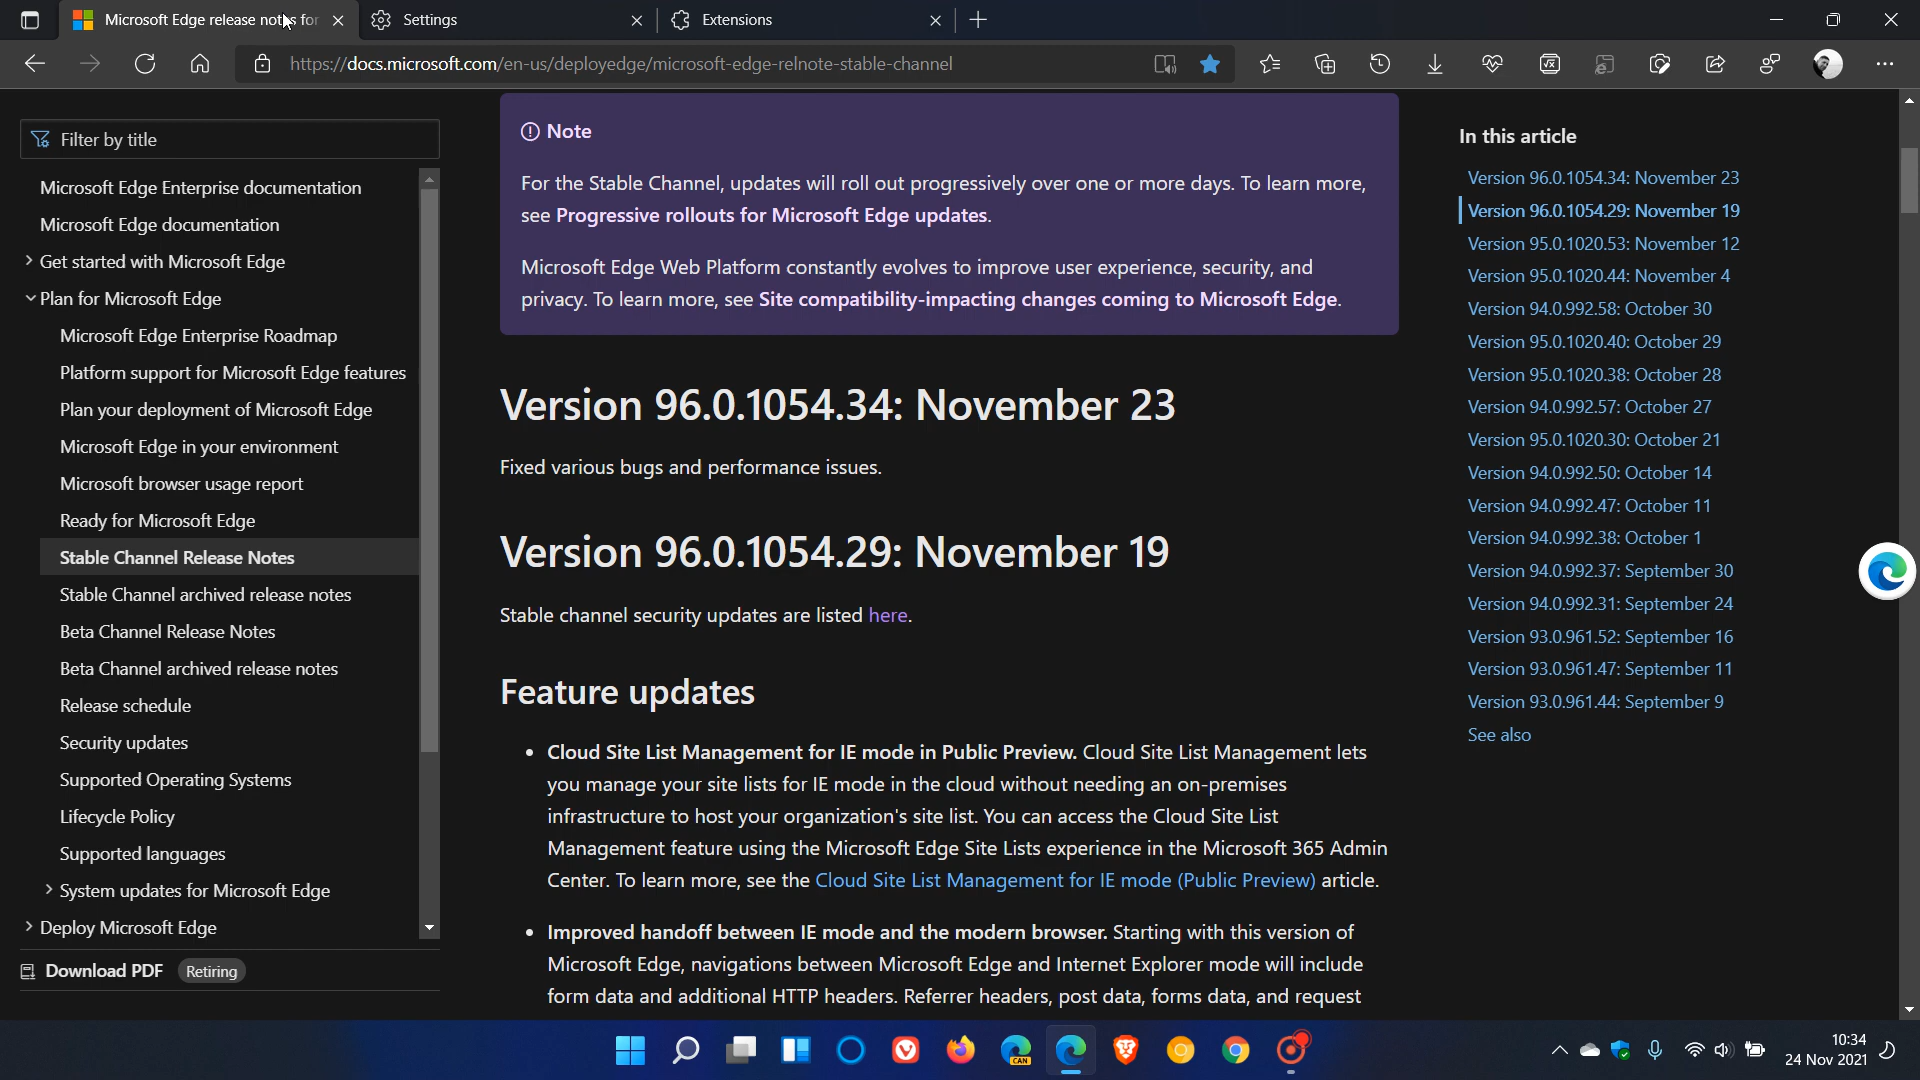 Microsoft Edge release notes for
Settings
Extensions
https://docs.microsoft.com/en-us/deployedge/microsoft-edge-relnote-stable-channel
Filter by title
Microsoft Edge Enterprise documentation
Microsoft Edge documentation
Get started with Microsoft Edge
Plan for Microsoft Edge
Microsoft Edge Enterprise Roadmap
Platform support for Microsoft Edge features
Plan your deployment of Microsoft Edge
Microsoft Edge in your environment
Microsoft browser usage report
Ready for Microsoft Edge
Stable Channel Release Notes
Stable Channel archived release notes
Beta Channel Release Notes
Beta Channel archived release notes
Release schedule
Security updates
Supported Operating Systems
Lifecycle Policy
Supported languages
System updates for Microsoft Edge
Deploy Microsoft Edge
Download PDF Retiring
Note
For the Stable Channel, updates will roll out progressively over one or more days. To learn more,
see Progressive rollouts for Microsoft Edge updates.
Microsoft Edge Web Platform constantly evolves to improve user experience, security, and
privacy. To learn more, see Site compatibility-impacting changes coming to Microsoft Edge.
Version 96.0.1054.34: November 23
Fixed various bugs and performance issues.
Version 96.0.1054.29: November 19
Stable channel security updates are listed here.
Feature updates
• Cloud Site List Management for IE mode in Public Preview. Cloud Site List Management lets
you manage your site lists for IE mode in the cloud without needing an on-premises
infrastructure to host your organization's site list. You can access the Cloud Site List
Management feature using the Microsoft Edge Site Lists experience in the Microsoft 365 Admin
Center. To learn more, see the Cloud Site List Management for IE mode (Public Preview) article.
• Improved handoff between IE mode and the modern browser. Starting with this version of
Microsoft Edge, navigations between Microsoft Edge and Internet Explorer mode will include
form data and additional HTTP headers. Referrer headers, post data, forms data, and request
In this article
Version 96.0.1054.34: November 23
Version 96.0.1054.29: November 19
Version 95.0.1020.53: November 12
Version 95.0.1020.44: November 4
Version 94.0.992.58: October 30
Version 95.0.1020.40: October 29
Version 95.0.1020.38: October 28
Version 94.0.992.57: October 27
Version 95.0.1020.30: October 21
Version 94.0.992.50: October 14
Version 94.0.992.47: October 11
Version 94.0.992.38: October 1
Version 94.0.992.37: September 30
Version 94.0.992.31: September 24
Version 93.0.961.52: September 16
Version 93.0.961.47: September 11
Version 93.0.961.44: September 9
See also
CAN
10:34
24 Nov 2021